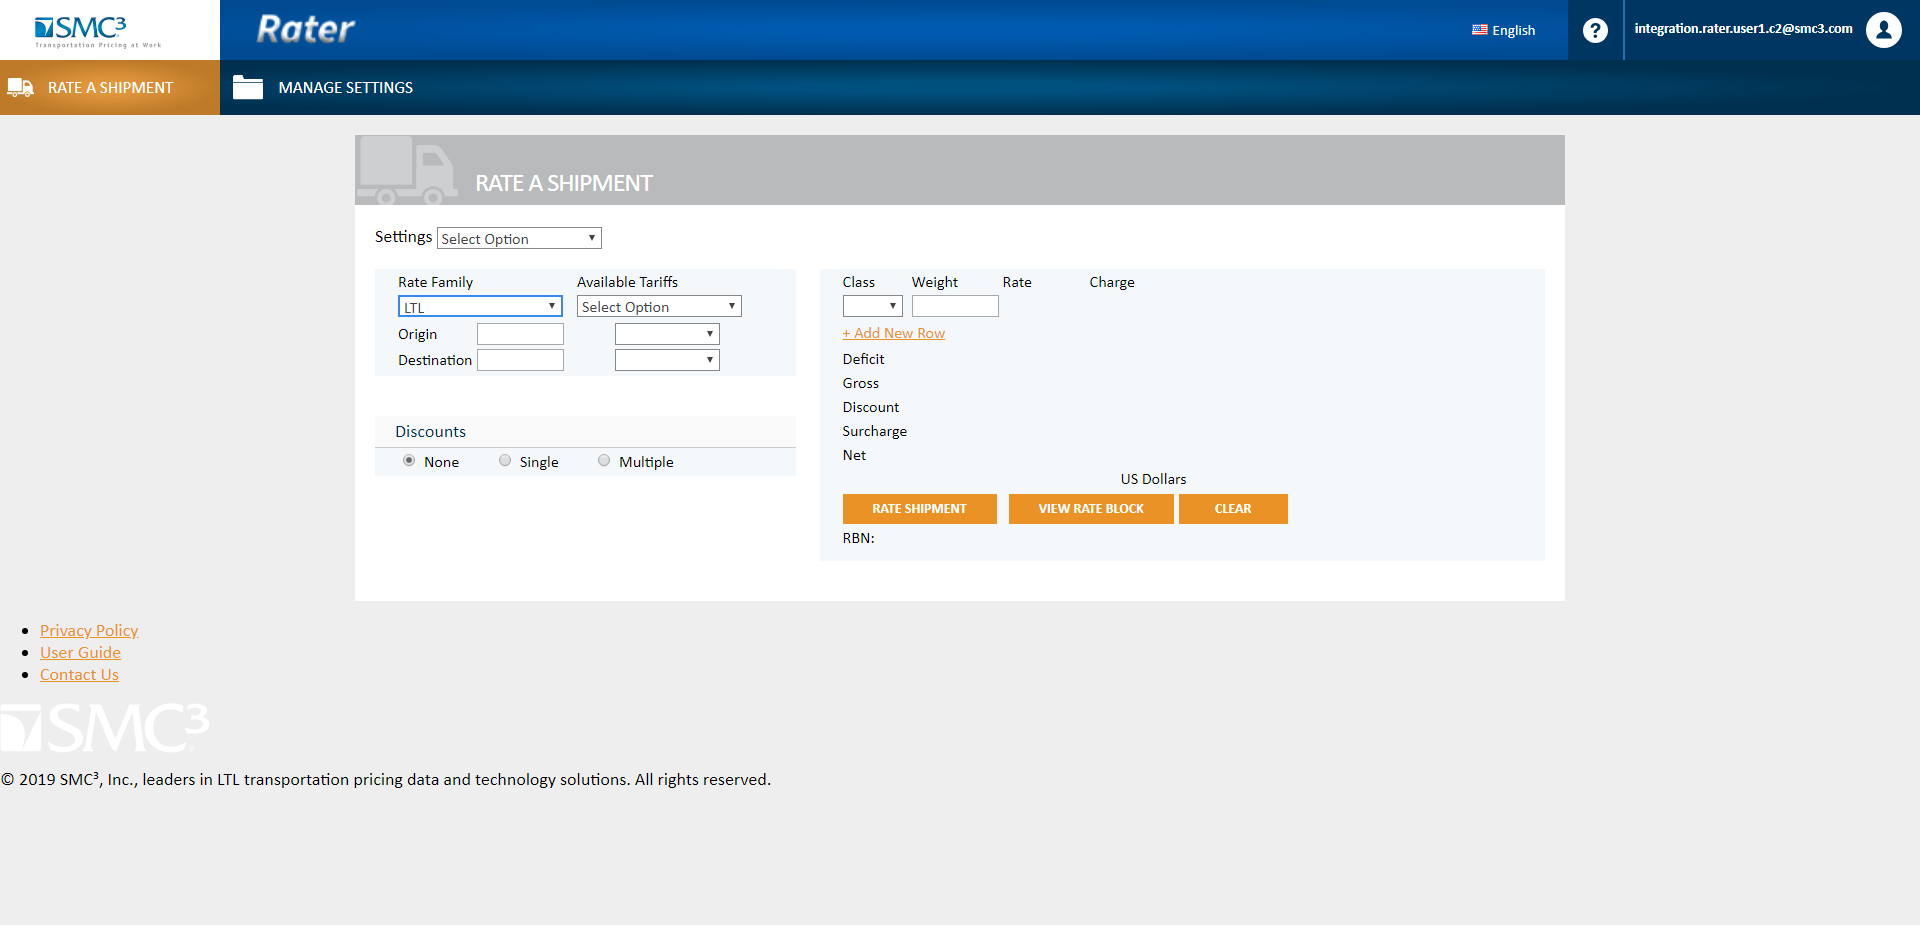 SMC³
Transportation Pricing at Work
Rater
English
?
integration.rater.user1.c2@smc3.com
RATE A SHIPMENT
MANAGE SETTINGS
RATE A SHIPMENT
Settings Select Option
Rate Family Available Tariffs
LTL Select Option
Origin
Destination
Discounts
None Single Multiple
Class Weight Rate Charge
+ Add New Row
Deficit
Gross
Discount
Surcharge
Net
US Dollars
RATE SHIPMENT VIEW RATE BLOCK CLEAR
RBN:
Privacy Policy
User Guide
Contact Us
SMC³
© 2019 SMC³, Inc., leaders in LTL transportation pricing data and technology solutions. All rights reserved.